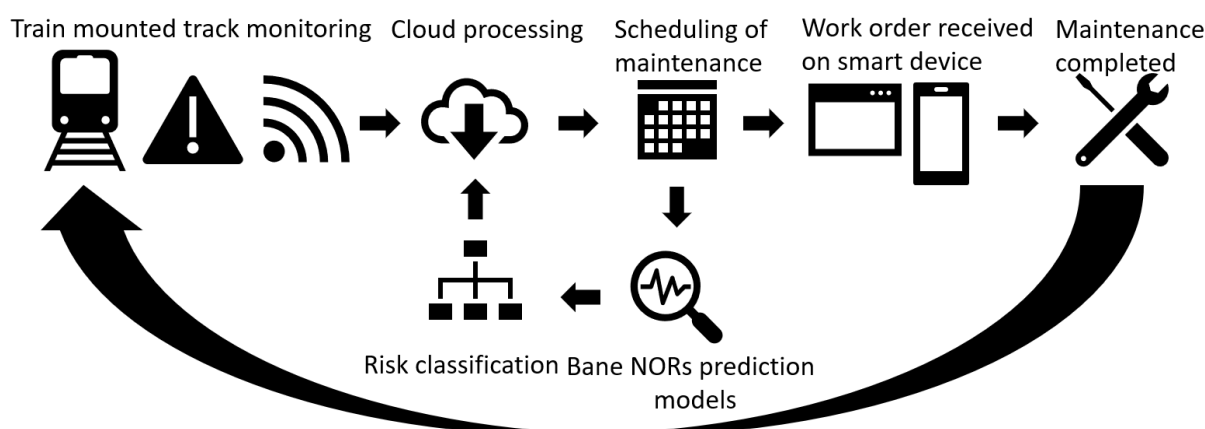 Train mounted track monitoring
Cloud processing
Scheduling of
maintenance
Work order received
on smart device
Maintenance
completed
Risk classification
Bane NORs prediction
models